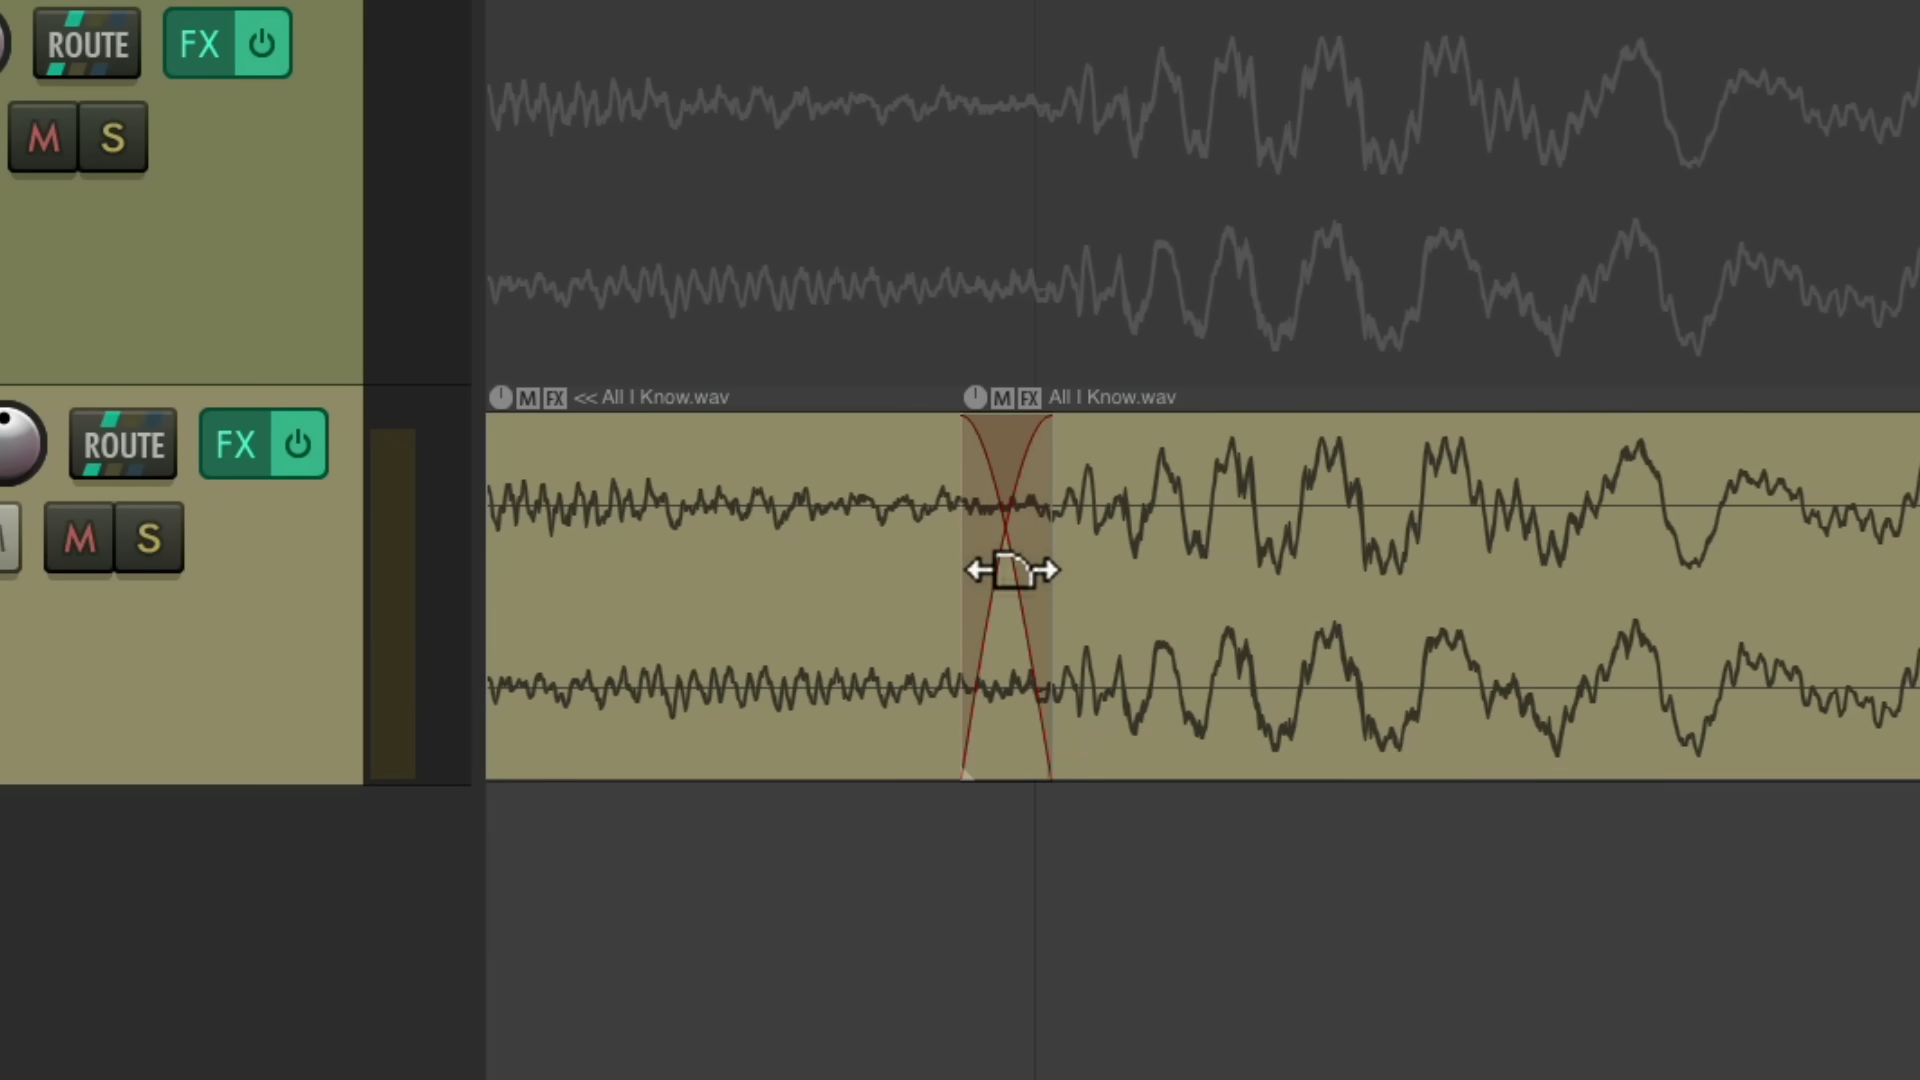 ROUTE FX
M S
M FX << All I Know.wav M FX All I Know.wav
ROUTE FX
M S